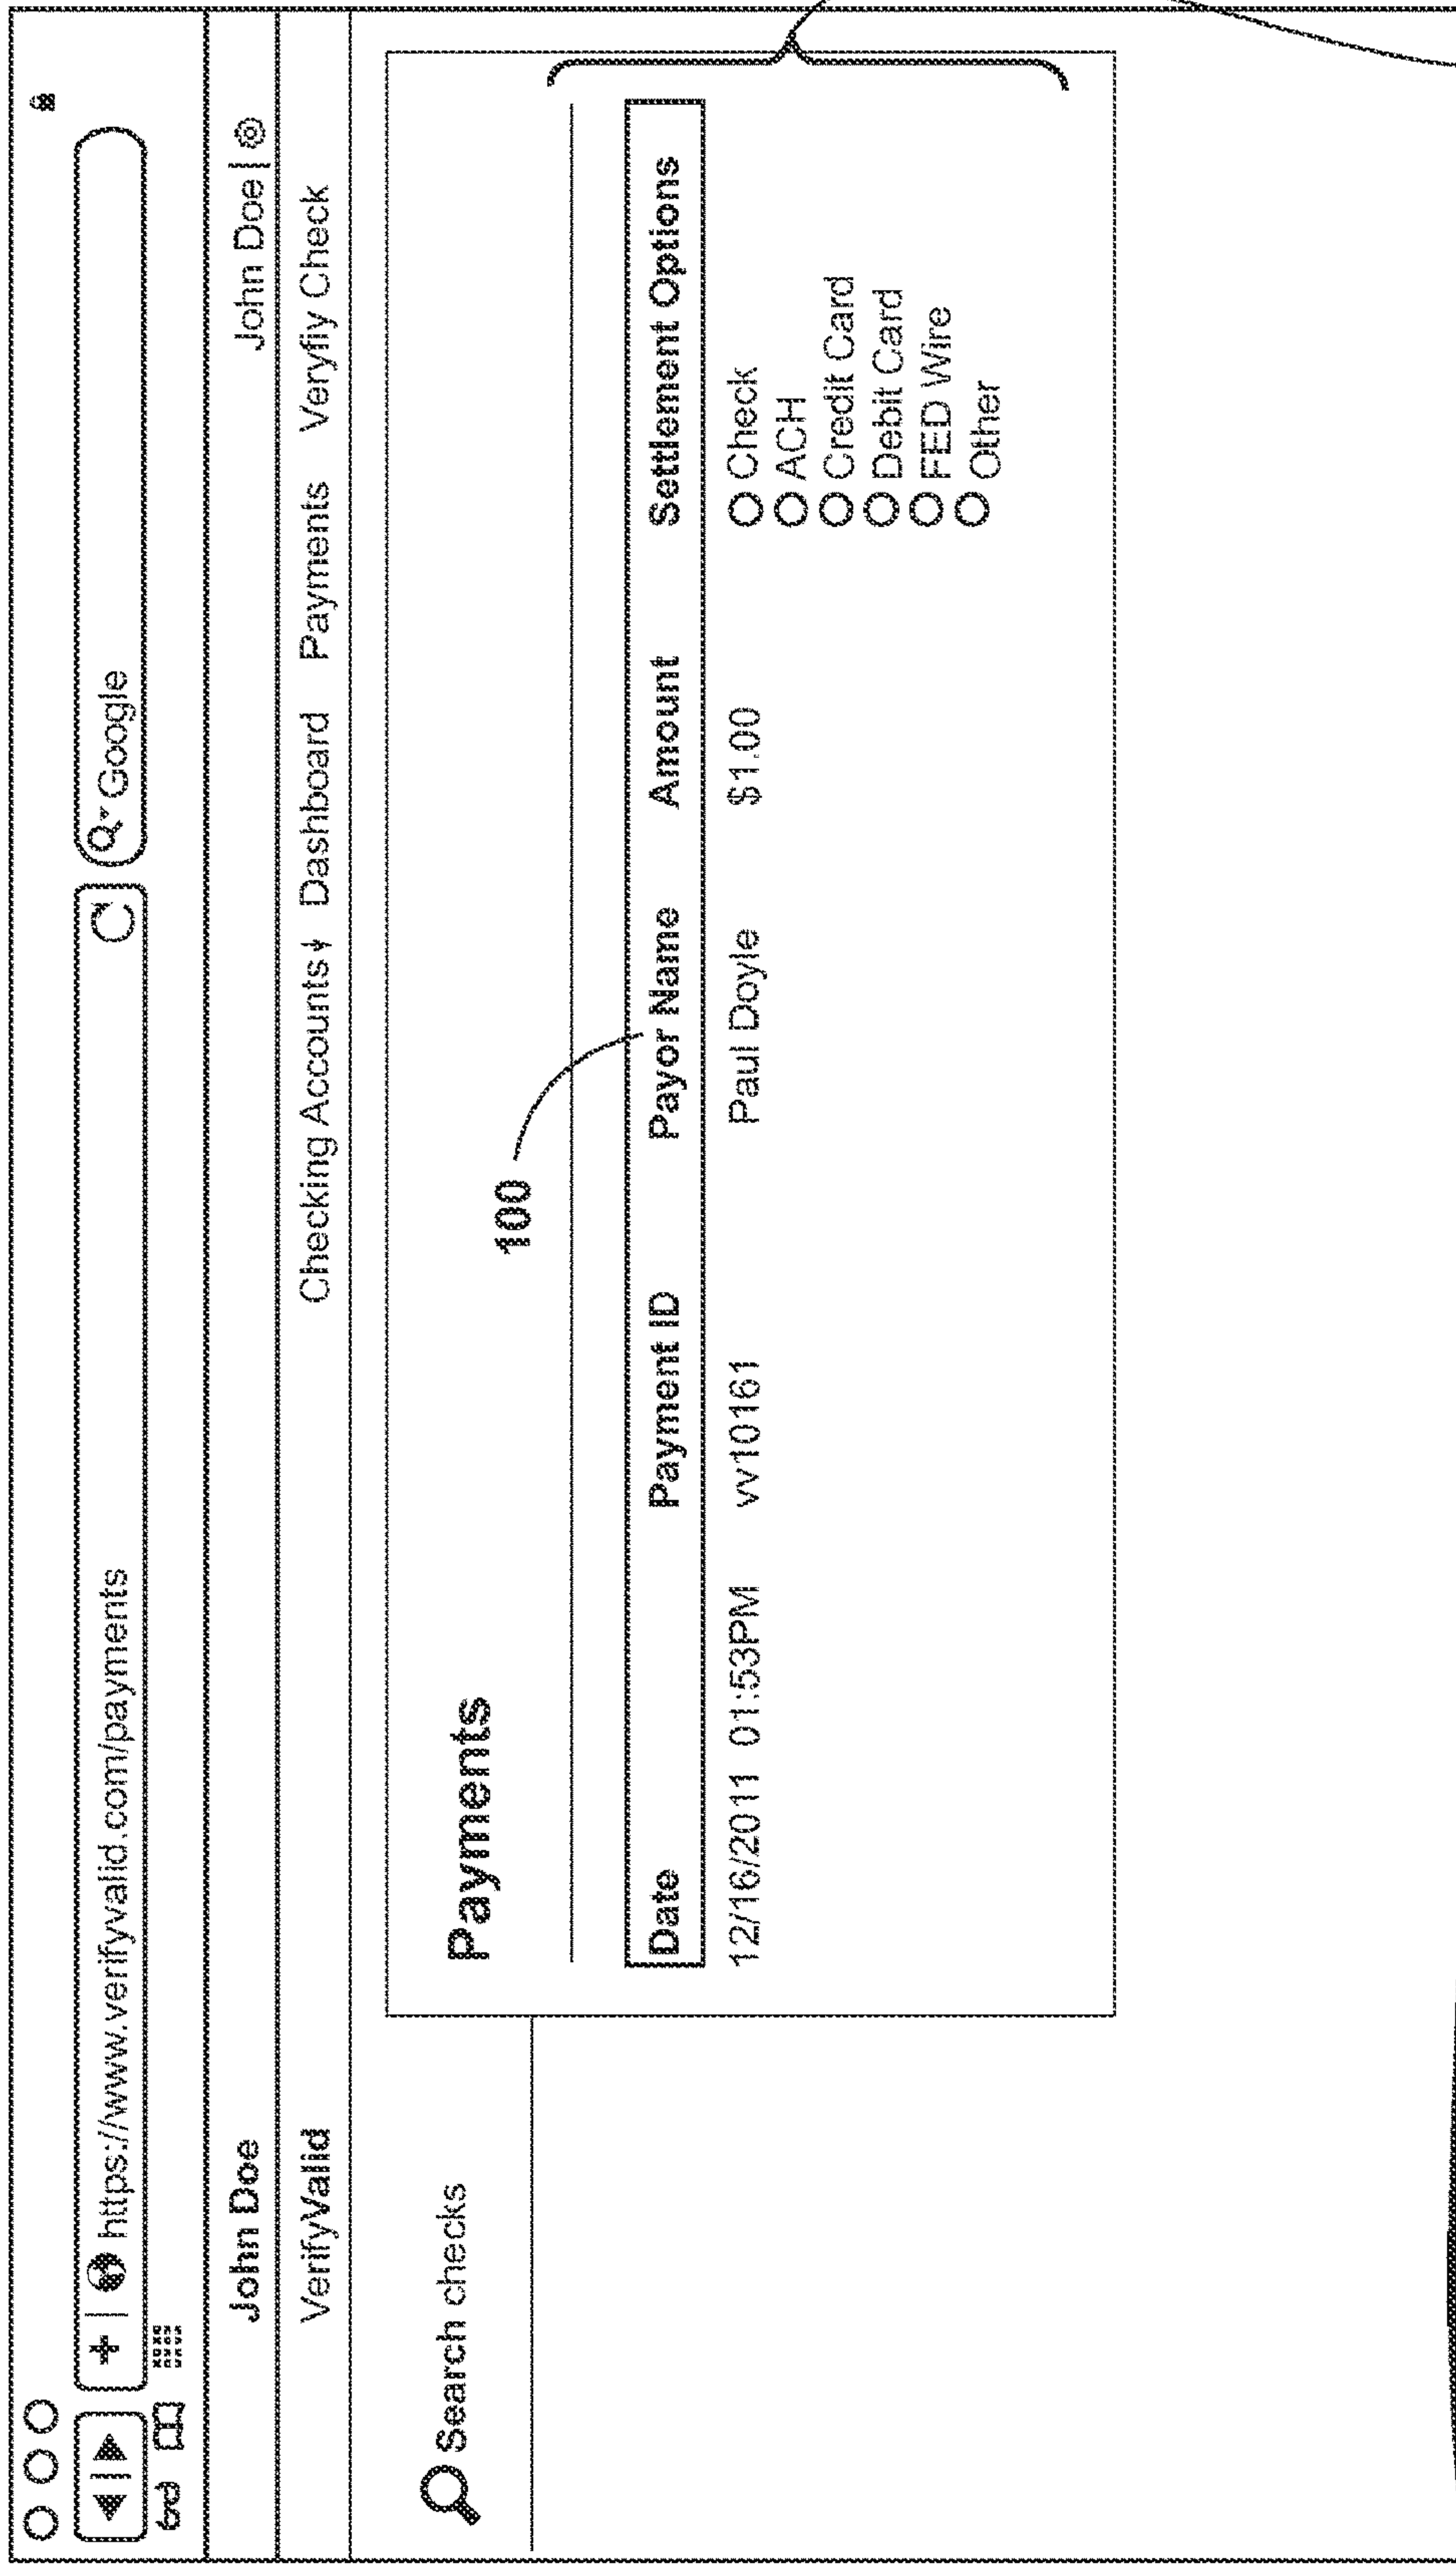 https://www.verifyvalid.com/payments
Google
John Doe John Doe |
VerifyValid Checking Accounts Dashboard Payments Veryfiy Check
Search checks
Payments
100
Date Payment ID Payor Name Amount Settlement Options
12/16/2011 01:53PM vv10161 Paul Doyle $1.00 Check
ACH
Credit Card
Debit Card
FED Wire
Other